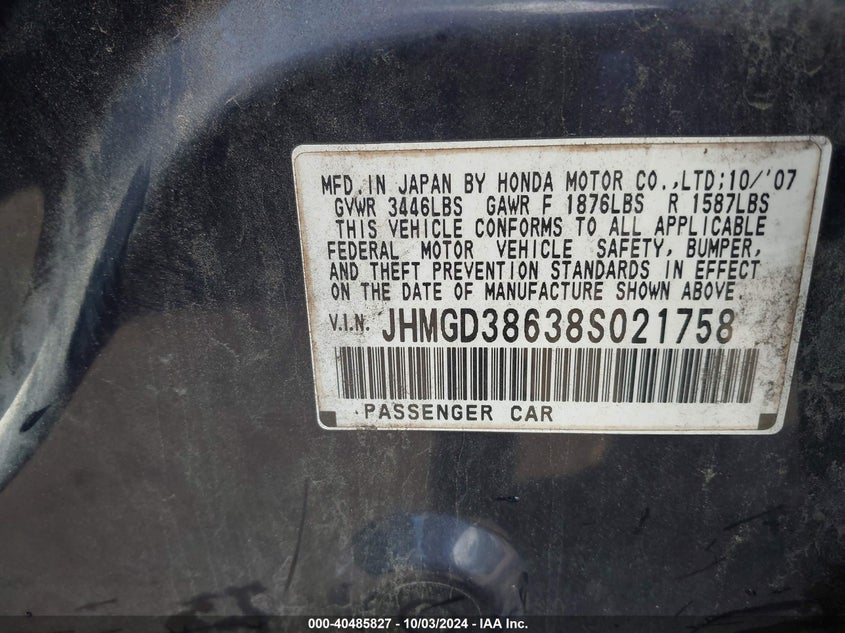 MFD. IN JAPAN BY HONDA MOTOR CO., LTD; 10/'07
GVWR 3446LBS GAWR F 1876LBS R 1587LBS
THIS VEHICLE CONFORMS TO ALL APPLICABLE
FEDERAL MOTOR VEHICLE SAFETY, BUMPER,
AND THEFT PREVENTION STANDARDS IN EFFECT
ON THE DATE OF MANUFACTURE SHOWN ABOVE.
V.I.N. JHMGD38638S021758
PASSENGER CAR
000-40485827 - 10/03/2024 - IAA Inc.